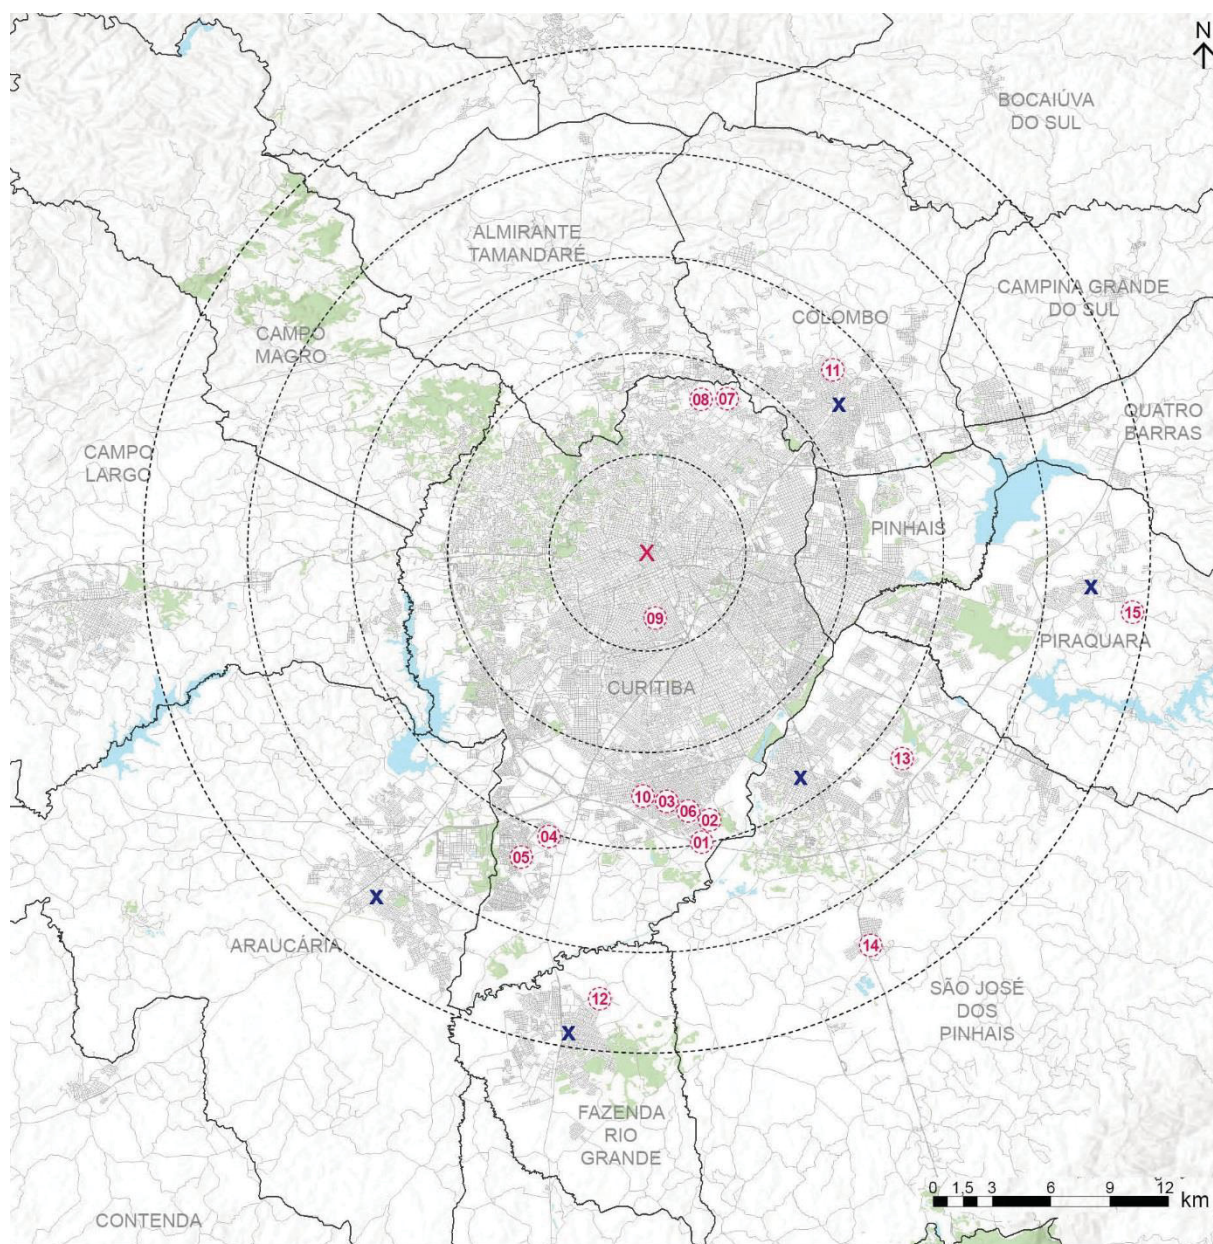 N
BOCAIÚVA
DO SUL
ALMIRANTE
TAMANDARÉ
CAMPINA GRANDE
DO SUL
COLOMBO
CAMPO
MAGRO
11
X
08
07
QUATRO
BARRAS
CAMPO
LARGO
PINHAIS
X
X
15
09
PIRAQUARA
CURITIBA
13
X
10
03
06
02
01
04
05
X
ARAUCÁRIA
14
12
SÃO JOSÉ
DOS
PINHAIS
X
FAZENDA
RIO
GRANDE
0 1,5 3 6 9 12
km
CONTENDA